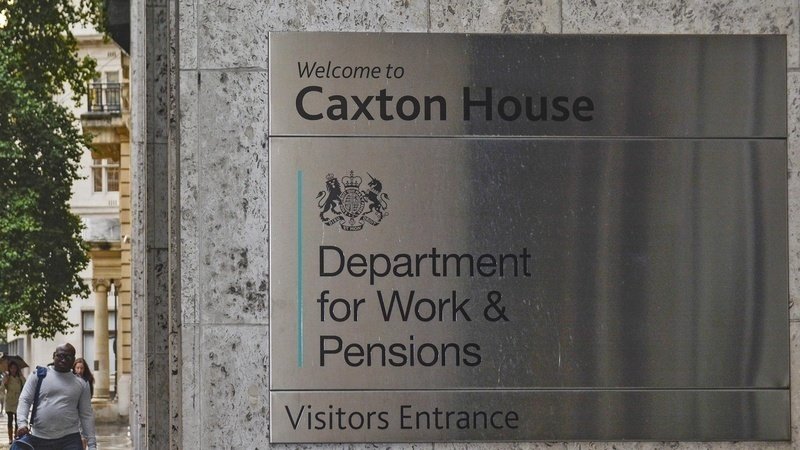 Welcome to
Caxton House
Department
for Work &
Pensions
Visitors Entrance